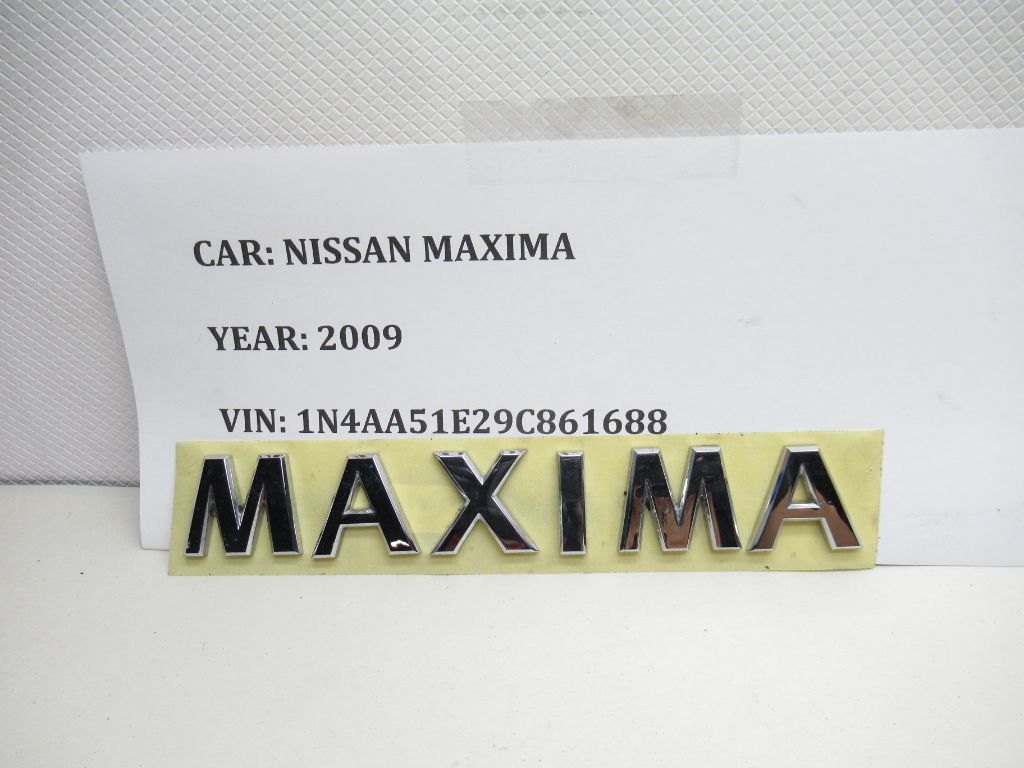 CAR: NISSAN MAXIMA
YEAR: 2009
VIN: 1N4AA51E29C861688
MAXIMA